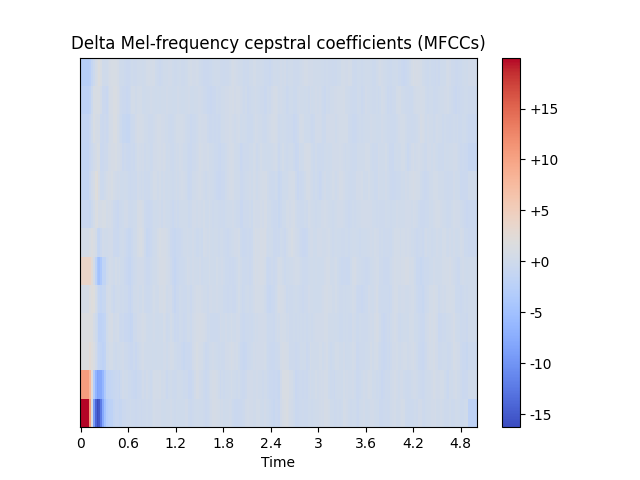 Delta Mel-frequency cepstral coefficients (MFCCs)
+15
+10
+5
+0
-5
-10
-15
0 0.6 1.2 1.8 2.4 3 3.6 4.2 4.8
Time